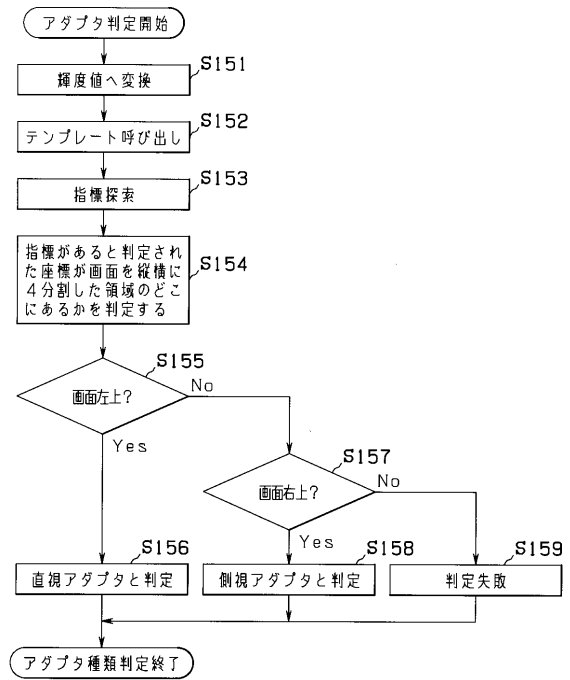 アダプタ判定開始
S151
輝度値へ変換
S152
テンプレート呼び出し
S153
指標探索
S154
指標があると判定され
た座標が画面を縦横に
4分割した領域のどこ
にあるかを判定する
S155
画面左上?
No
Yes
S157
画面右上?
No
Yes
S156
直視アダプタと判定
S158
側視アダプタと判定
S159
判定失敗
アダプタ種類判定終了